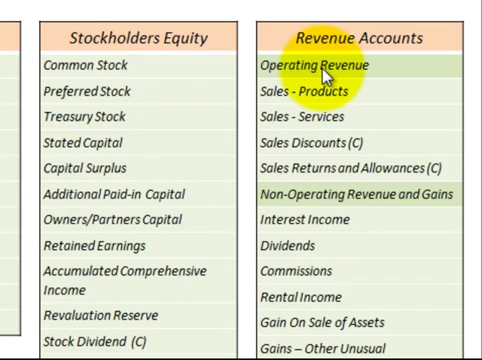 Stockholders Equity
Common Stock
Preferred Stock
Treasury Stock
Stated Capital
Capital Surplus
Additional Paid-in Capital
Owners/Partners Capital
Retained Earnings
Accumulated Comprehensive
Income
Revaluation Reserve
Stock Dividend (C)
Revenue Accounts
Operating Revenue
Sales - Products
Sales - Services
Sales Discounts (C)
Sales Returns and Allowances (C)
Non-Operating Revenue and Gains
Interest Income
Dividends
Commissions
Rental Income
Gain On Sale of Assets
Gains – Other Unusual